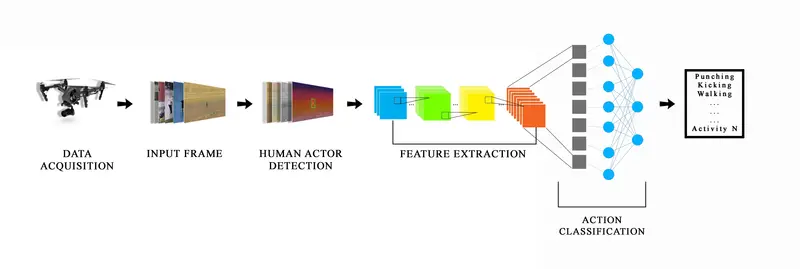 DATA
ACQUISITION
INPUT FRAME
HUMAN ACTOR
DETECTION
FEATURE EXTRACTION
ACTION
CLASSIFICATION
Punching
Kicking
Walking
...
...
Activity N